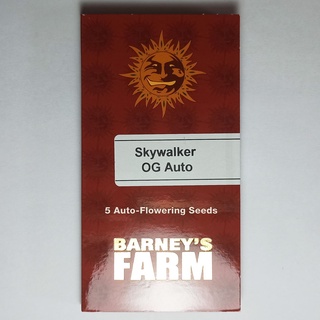 Skywalker
OG Auto
5 Auto-Flowering Seeds
BARNEY'S
FARM